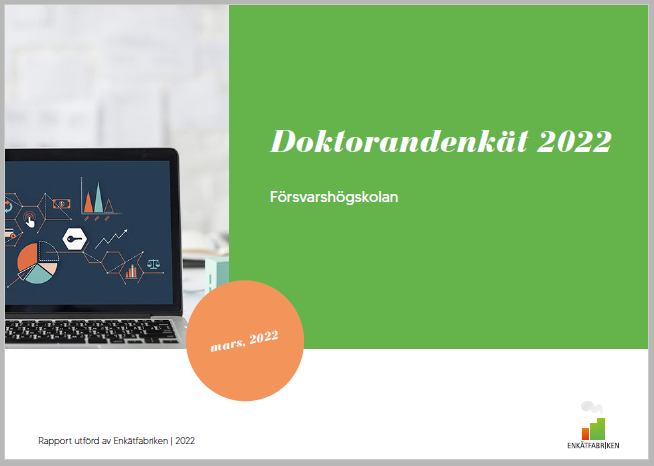 Doktorandenkät 2022
Försvarshögskolan
mars, 2022
Rapport utförd av Enkätfabriken | 2022
ENKÄTFABRIKEN